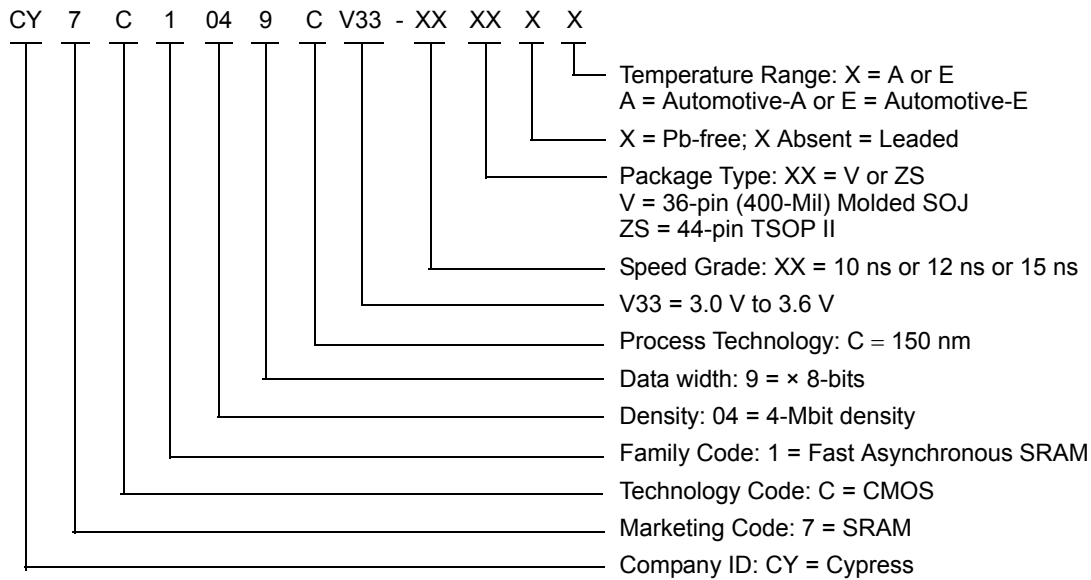 CY 7 C 1 04 9 C V33 - XX XX X X
Temperature Range: X = A or E
A = Automotive-A or E = Automotive-E
X = Pb-free; X Absent = Leaded
Package Type: XX = V or ZS
V = 36-pin (400-Mil) Molded SOJ
ZS = 44-pin TSOP II
Speed Grade: XX = 10 ns or 12 ns or 15 ns
V33 = 3.0 V to 3.6 V
Process Technology: C = 150 nm
Data width: 9 = × 8-bits
Density: 04 = 4-Mbit density
Family Code: 1 = Fast Asynchronous SRAM
Technology Code: C = CMOS
Marketing Code: 7 = SRAM
Company ID: CY = Cypress